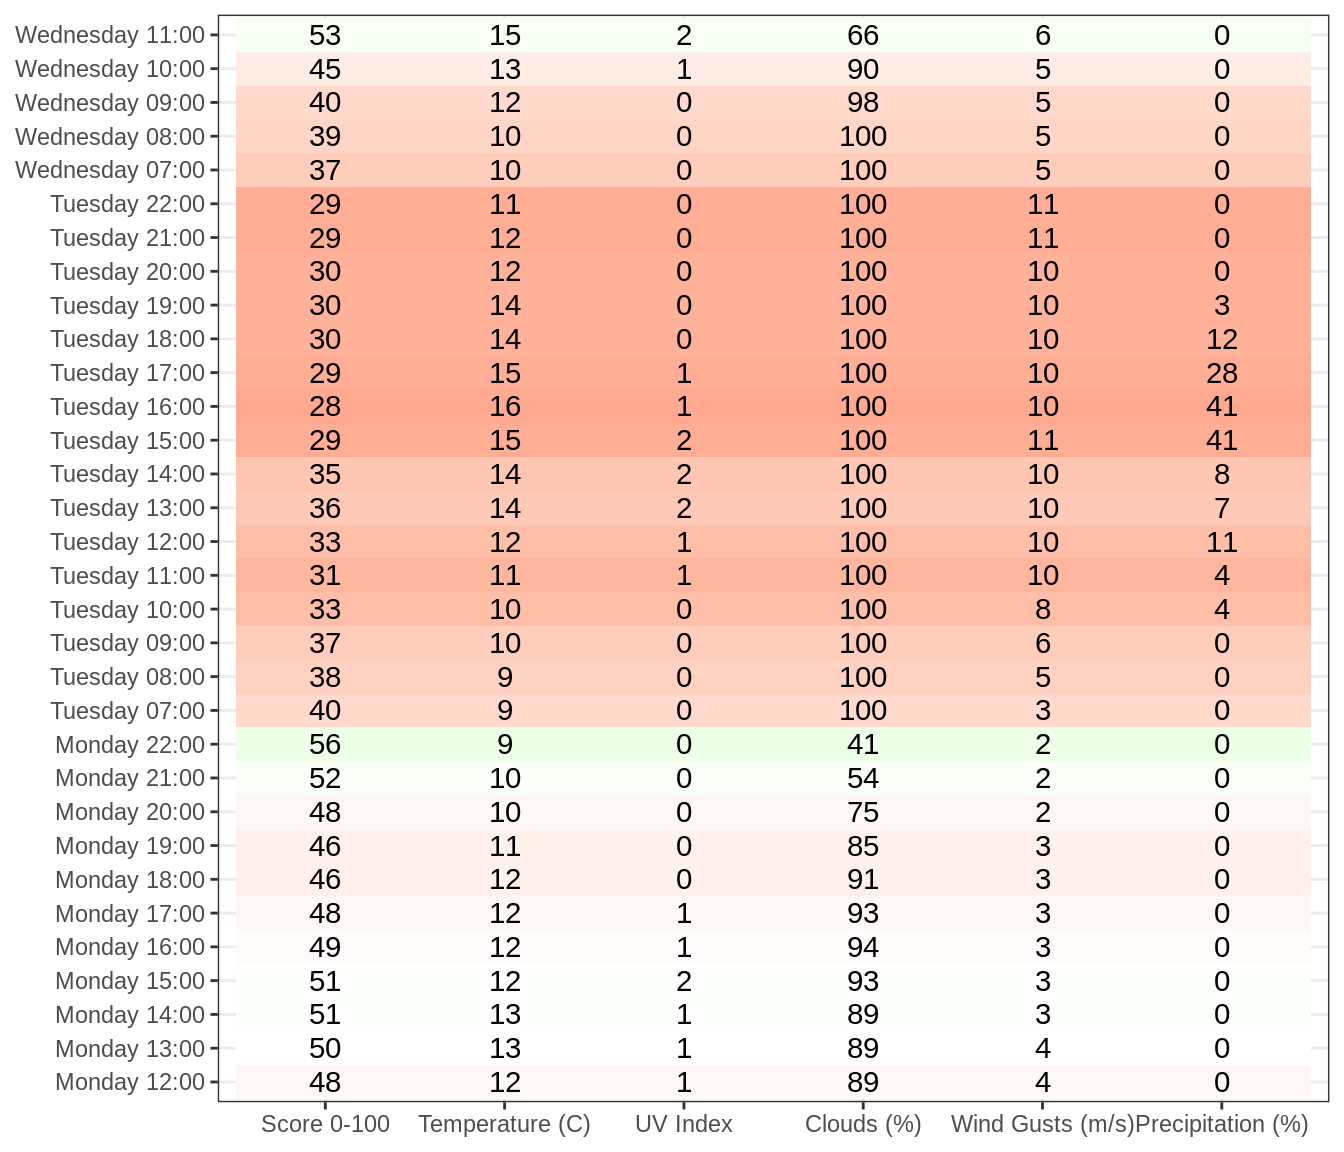 Wednesday 11:00 53 15 2 66 6 0
Wednesday 10:00 45 13 1 90 5 0
Wednesday 09:00 40 12 0 98 5 0
Wednesday 08:00 39 10 0 100 5 0
Wednesday 07:00 37 10 0 100 5 0
Tuesday 22:00 29 11 0 100 11 0
Tuesday 21:00 29 12 0 100 11 0
Tuesday 20:00 30 12 0 100 10 0
Tuesday 19:00 30 14 0 100 10 3
Tuesday 18:00 30 14 0 100 10 12
Tuesday 17:00 29 15 1 100 10 28
Tuesday 16:00 28 16 1 100 10 41
Tuesday 15:00 29 15 2 100 11 41
Tuesday 14:00 35 14 2 100 10 8
Tuesday 13:00 36 14 2 100 10 7
Tuesday 12:00 33 12 1 100 10 11
Tuesday 11:00 31 11 1 100 10 4
Tuesday 10:00 33 10 0 100 8 4
Tuesday 09:00 37 10 0 100 6 0
Tuesday 08:00 38 9 0 100 5 0
Tuesday 07:00 40 9 0 100 3 0
Monday 22:00 56 9 0 41 2 0
Monday 21:00 52 10 0 54 2 0
Monday 20:00 48 10 0 75 2 0
Monday 19:00 46 11 0 85 3 0
Monday 18:00 46 12 0 91 3 0
Monday 17:00 48 12 1 93 3 0
Monday 16:00 49 12 1 94 3 0
Monday 15:00 51 12 2 93 3 0
Monday 14:00 51 13 1 89 3 0
Monday 13:00 50 13 1 89 4 0
Monday 12:00 48 12 1 89 4 0
Score 0-100 Temperature (C) UV Index Clouds (%) Wind Gusts (m/s) Precipitation (%)